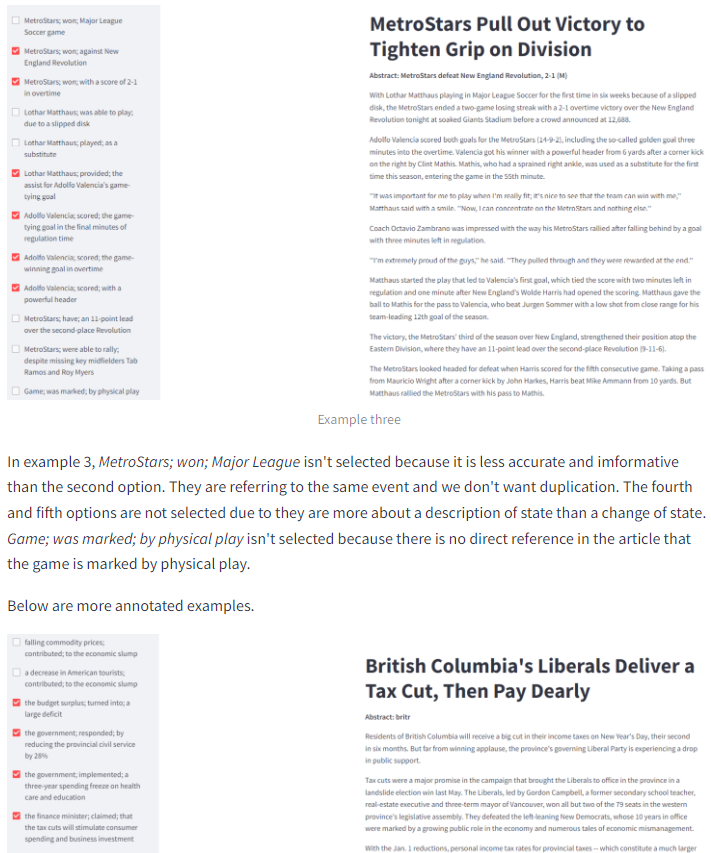 MetroStars; won; Major League
Soccer game
MetroStars; won; against New
England Revolution
MetroStars; won; with a score of 2-1
in overtime
Lothar Matthaus; was able to play;
due to a slipped disk
Lothar Matthaus; played; as a
substitute
Lothar Matthaus; provided; the
assist for Adolfo Valencia's game-
tying goal
Adolfo Valencia; scored; the game-
tying goal in the final minutes of
regulation time
Adolfo Valencia; scored; the game-
winning goal in overtime
Adolfo Valencia; scored; with a
powerful header
MetroStars; have; an 11-point lead
over the second-place Revolution
MetroStars; were able to rally;
despite missing key midfielders Tab
Ramos and Roy Myers
Game; was marked; by physical play
MetroStars Pull Out Victory to
Tighten Grip on Division
Abstract: MetroStars defeat New England Revolution, 2-1 (M)
With Lothar Matthaus playing in Major League Soccer for the first time in six weeks because of a slipped
disk, the MetroStars ended a two-game losing streak with a 2-1 overtime victory over the New England
Revolution tonight at soaked Giants Stadium before a crowd announced at 12,688.
Adolfo Valencia scored both goals for the MetroStars (14-9-2), including the so-called golden goal three
minutes into the overtime. Valencia got his winner with a powerful header from 6 yards after a corner kick
on the right by Clint Mathis. Mathis, who had a sprained right ankle, was used as a substitute for the first
time this season, entering the game in the 55th minute.
''It was important for me to play when I'm really fit; it's nice to see that the team can win with me,''
Matthaus said with a smile. ''Now, I can concentrate on the MetroStars and nothing else.''
Coach Octavio Zambrano was impressed with the way his MetroStars rallied after falling behind by a goal
with three minutes left in regulation.
''I'm extremely proud of the guys,'' he said. ''They pulled through and they were rewarded at the end.''
Matthaus started the play that led to Valencia's first goal, which tied the score with two minutes left in
regulation and one minute after New England's Wolde Harris had opened the scoring. Matthaus gave the
ball to Mathis for the pass to Valencia, who beat Jurgen Sommer with a low shot from close range for his
team-leading 12th goal of the season.
The victory, the MetroStars' third of the season over New England, strengthened their position atop the
Eastern Division, where they have an 11-point lead over the second-place Revolution (9-11-6).
The MetroStars looked headed for defeat when Harris scored for the fifth consecutive game. Taking a pass
from Mauricio Wright after a corner kick by John Harkes, Harris beat Mike Ammann from 10 yards. But
Matthaus rallied the MetroStars with his pass to Mathis.
Example three
In example 3, MetroStars; won; Major League isn't selected because it is less accurate and imformative
than the second option. They are referring to the same event and we don't want duplication. The fourth
and fifth options are not selected due to they are more about a description of state than a change of state.
Game; was marked; by physical play isn't selected because there is no direct reference in the article that
the game is marked by physical play.
Below are more annotated examples.
falling commodity prices;
contributed; to the economic slump
a decrease in American tourists;
contributed; to the economic slump
the budget surplus; turned into; a
large deficit
the government; responded; by
reducing the provincial civil service
by 28%
the government; implemented; a
three-year spending freeze on health
care and education
the finance minister; claimed; that
the tax cuts will stimulate consumer
spending and business investment
British Columbia's Liberals Deliver a
Tax Cut, Then Pay Dearly
Abstract: britr
Residents of British Columbia will receive a big cut in their income taxes on New Year's Day, their second
in six months. But far from winning applause, the province's governing Liberal Party is experiencing a drop
in public support.
Tax cuts were a major promise in the campaign that brought the Liberals to office in the province in a
landslide election win last May. The Liberals, led by Gordon Campbell, a former secondary school teacher,
real-estate executive and three-term mayor of Vancouver, won all but two of the 79 seats in the western
province's legislative assembly. They defeated the left-leaning New Democrats, whose 10 years in office
were marked by a growing public role in the economy and numerous tales of economic mismanagement.
With the Jan. 1 reductions, personal income tax rates for provincial taxes -- which constitute a much larger